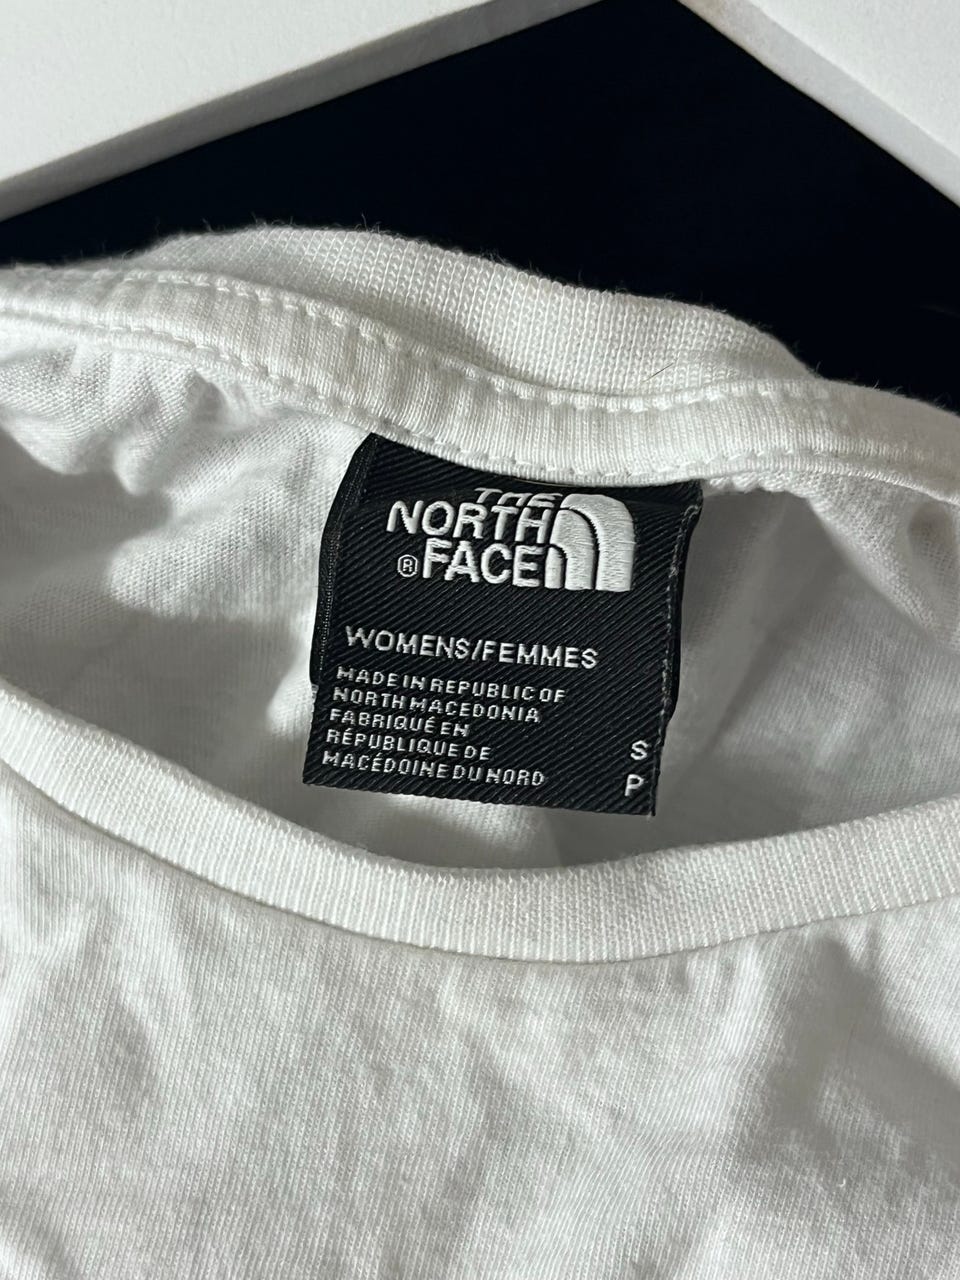 THE
NORTH
® FACE
WOMENS/FEMMES
MADE IN REPUBLIC OF
NORTH MACEDONIA
FABRIQUÉ EN
RÉPUBLIQUE DE
MACÉDOINE DU NORD
S
P